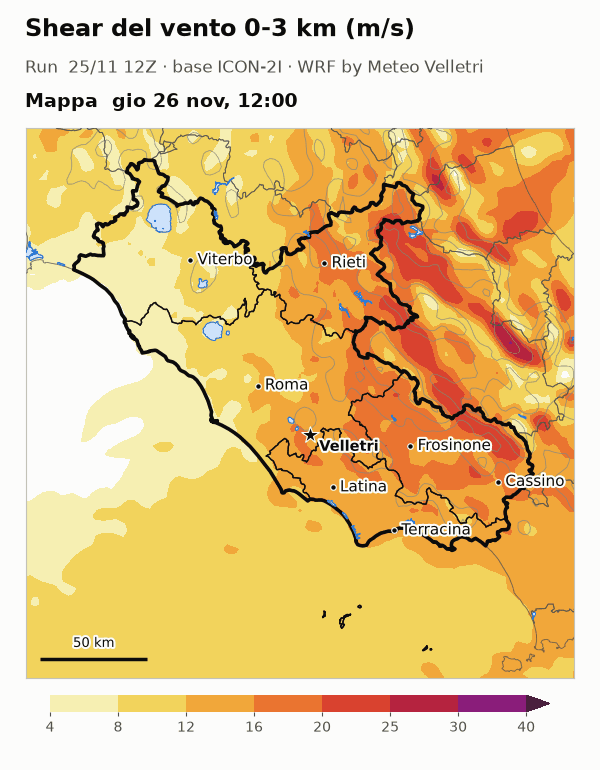 Shear del vento 0-3 km (m/s)
Run  25/11 12Z · base ICON-2I · WRF by Meteo Velletri
Mappa  gio 26 nov, 12:00
Viterbo
Rieti
Roma
Velletri
Frosinone
Cassino
Latina
Terracina
50 km
4 8 12 16 20 25 30 40